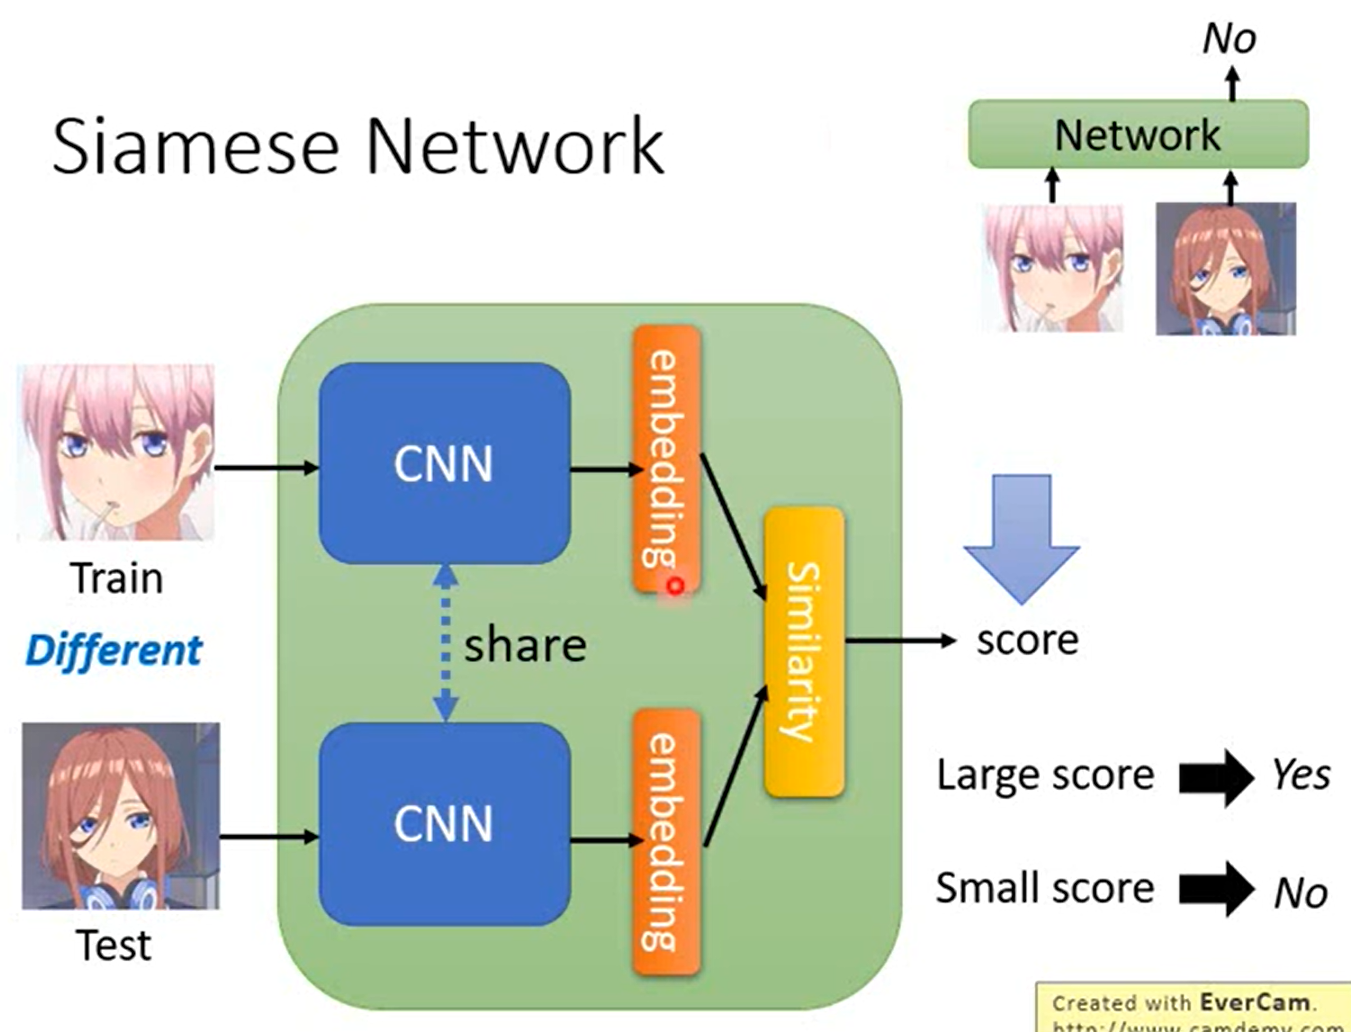 Siamese Network
No
Network
Train
Different
Test
CNN
share
CNN
embedding
embedding
Similarity
score
Large score
Yes
Small score
No
Created with EverCam.
http://www.camdemy.com